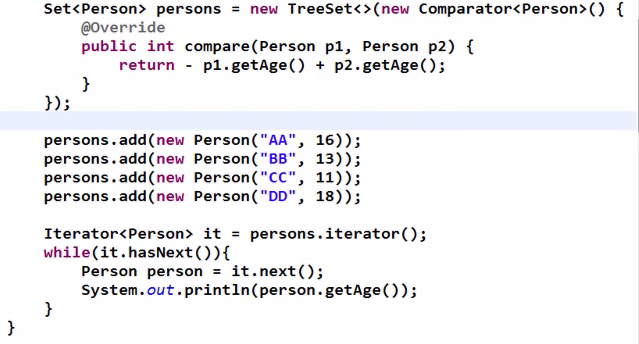 Set<Person> persons = new TreeSet<>(new Comparator<Person>() {
@Override
public int compare(Person p1, Person p2) {
return - p1.getAge() + p2.getAge();
}
});
persons.add(new Person("AA", 16));
persons.add(new Person("BB", 13));
persons.add(new Person("CC", 11));
persons.add(new Person("DD", 18));
Iterator<Person> it = persons.iterator();
while(it.hasNext()){
Person person = it.next();
System.out.println(person.getAge());
}
}